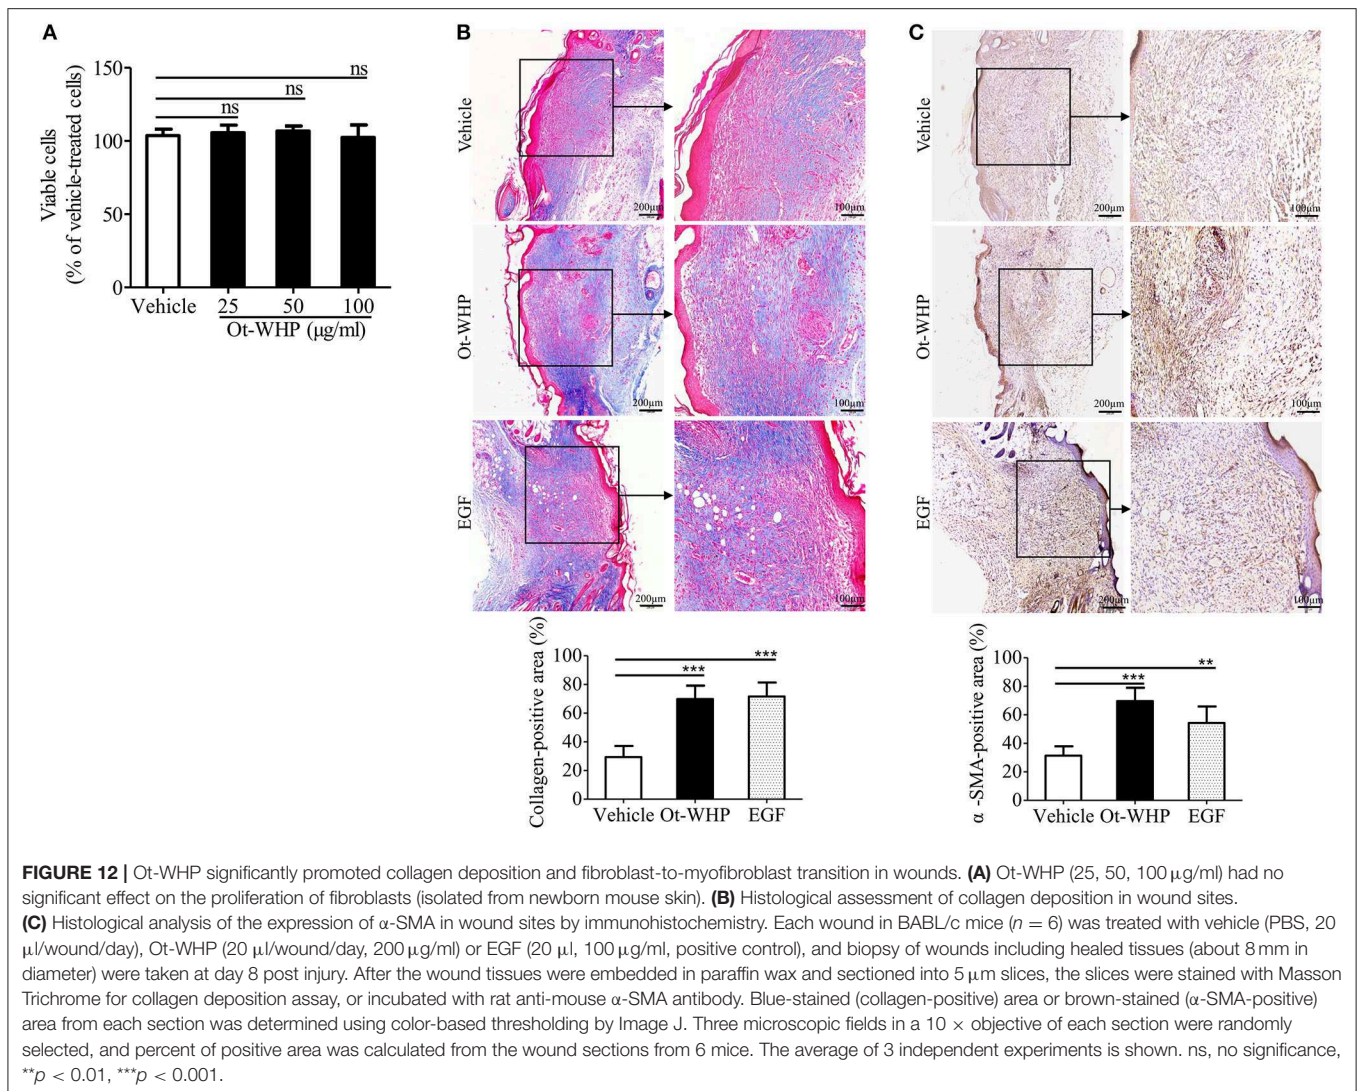 A
150
100
50
0
Viable cells
(% of vehicle-treated cells)
ns
ns
ns
Vehicle
25
50
100
Ot-WHP (μg/ml)
B
Vehicle
200μm
100μm
Ot-WHP
200μm
100μm
EGF
200μm
100μm
Collagen-positive area (%)
100
80
60
40
20
0
***
***
Vehicle Ot-WHP EGF
C
Vehicle
200μm
100μm
Ot-WHP
200μm
100μm
EGF
200μm
100μm
α -SMA-positive area (%)
100
80
60
40
20
0
**
***
Vehicle Ot-WHP EGF
FIGURE 12 | Ot-WHP significantly promoted collagen deposition and fibroblast-to-myofibroblast transition in wounds. (A) Ot-WHP (25, 50, 100 μg/ml) had no
significant effect on the proliferation of fibroblasts (isolated from newborn mouse skin). (B) Histological assessment of collagen deposition in wound sites.
(C) Histological analysis of the expression of α-SMA in wound sites by immunohistochemistry. Each wound in BABL/c mice (n = 6) was treated with vehicle (PBS, 20
μl/wound/day), Ot-WHP (20 μl/wound/day, 200 μg/ml) or EGF (20 μl, 100 μg/ml, positive control), and biopsy of wounds including healed tissues (about 8 mm in
diameter) were taken at day 8 post injury. After the wound tissues were embedded in paraffin wax and sectioned into 5 μm slices, the slices were stained with Masson
Trichrome for collagen deposition assay, or incubated with rat anti-mouse α-SMA antibody. Blue-stained (collagen-positive) area or brown-stained (α-SMA-positive)
area from each section was determined using color-based thresholding by Image J. Three microscopic fields in a 10 × objective of each section were randomly
selected, and percent of positive area was calculated from the wound sections from 6 mice. The average of 3 independent experiments is shown. ns, no significance,
**p < 0.01, ***p < 0.001.